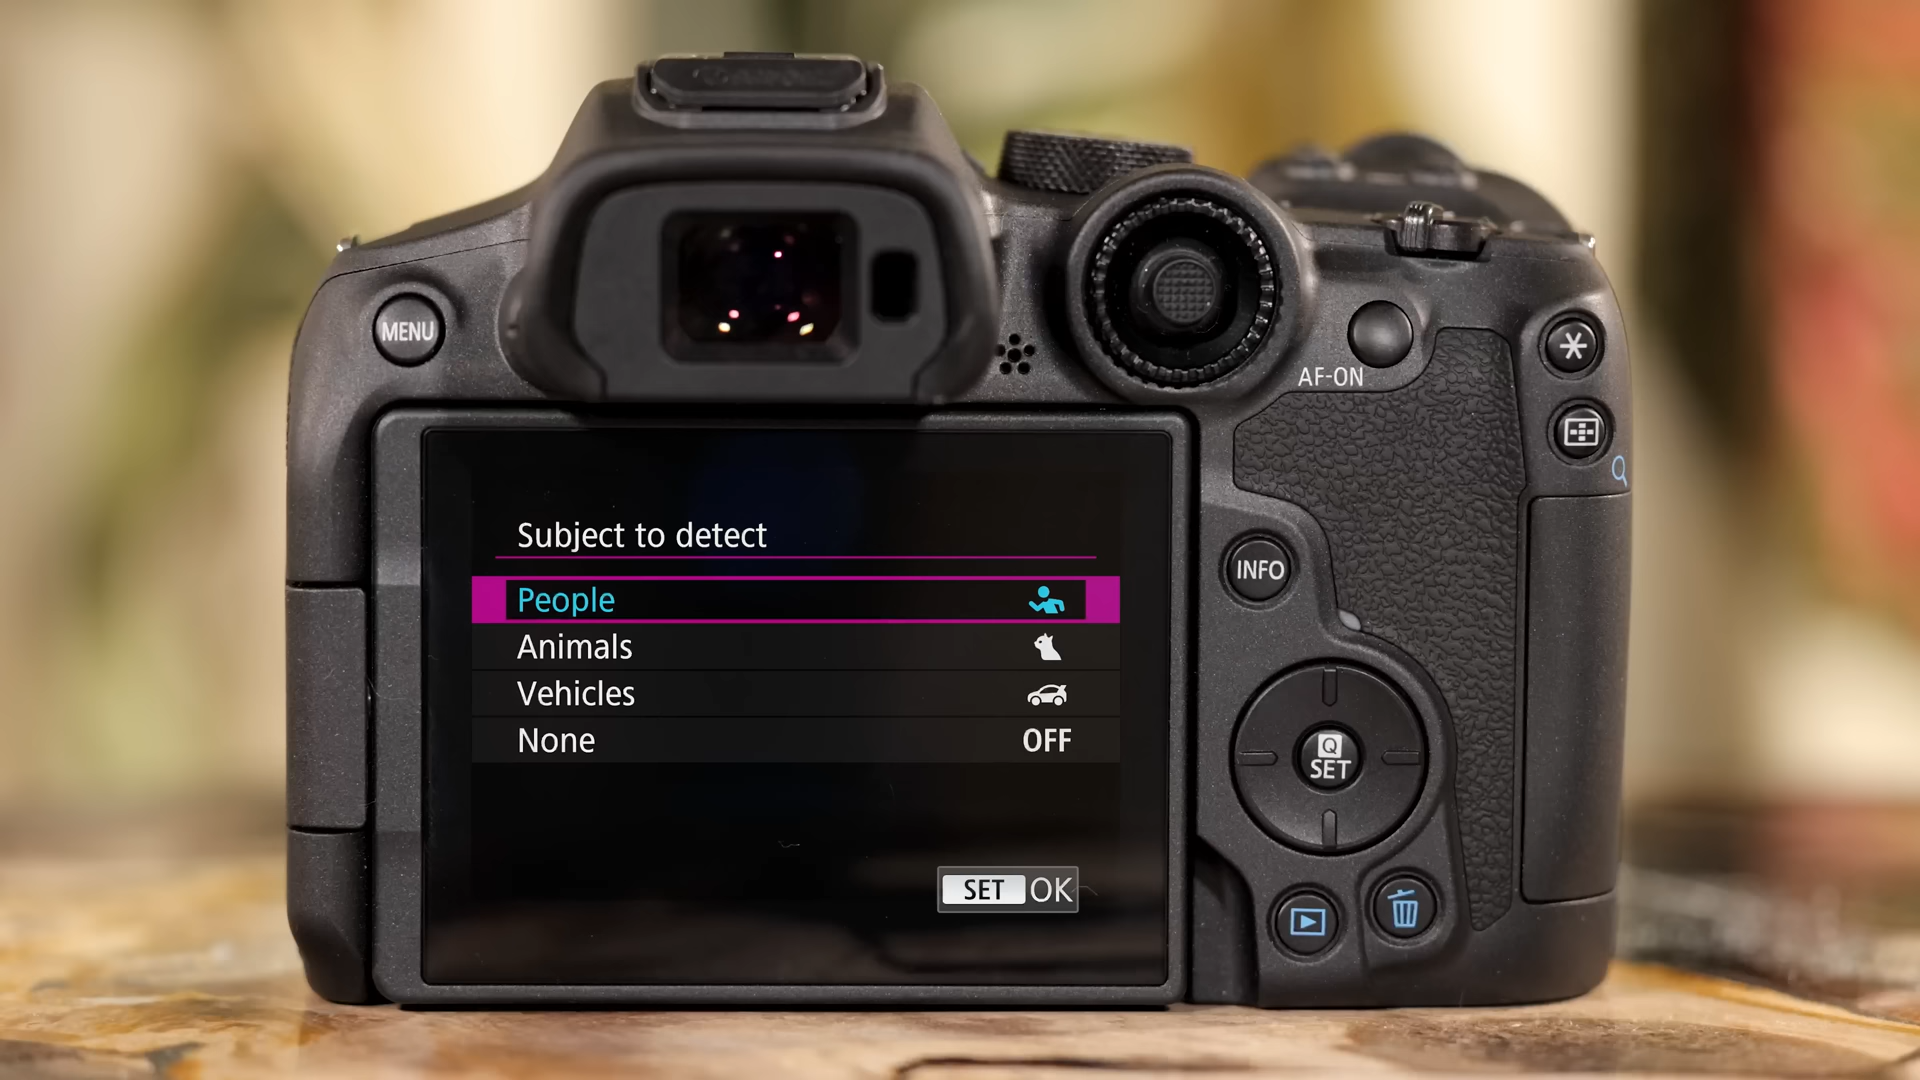 MENU
AF-ON
Subject to detect
People
Animals
Vehicles
None OFF
SET OK
INFO
Q
SET